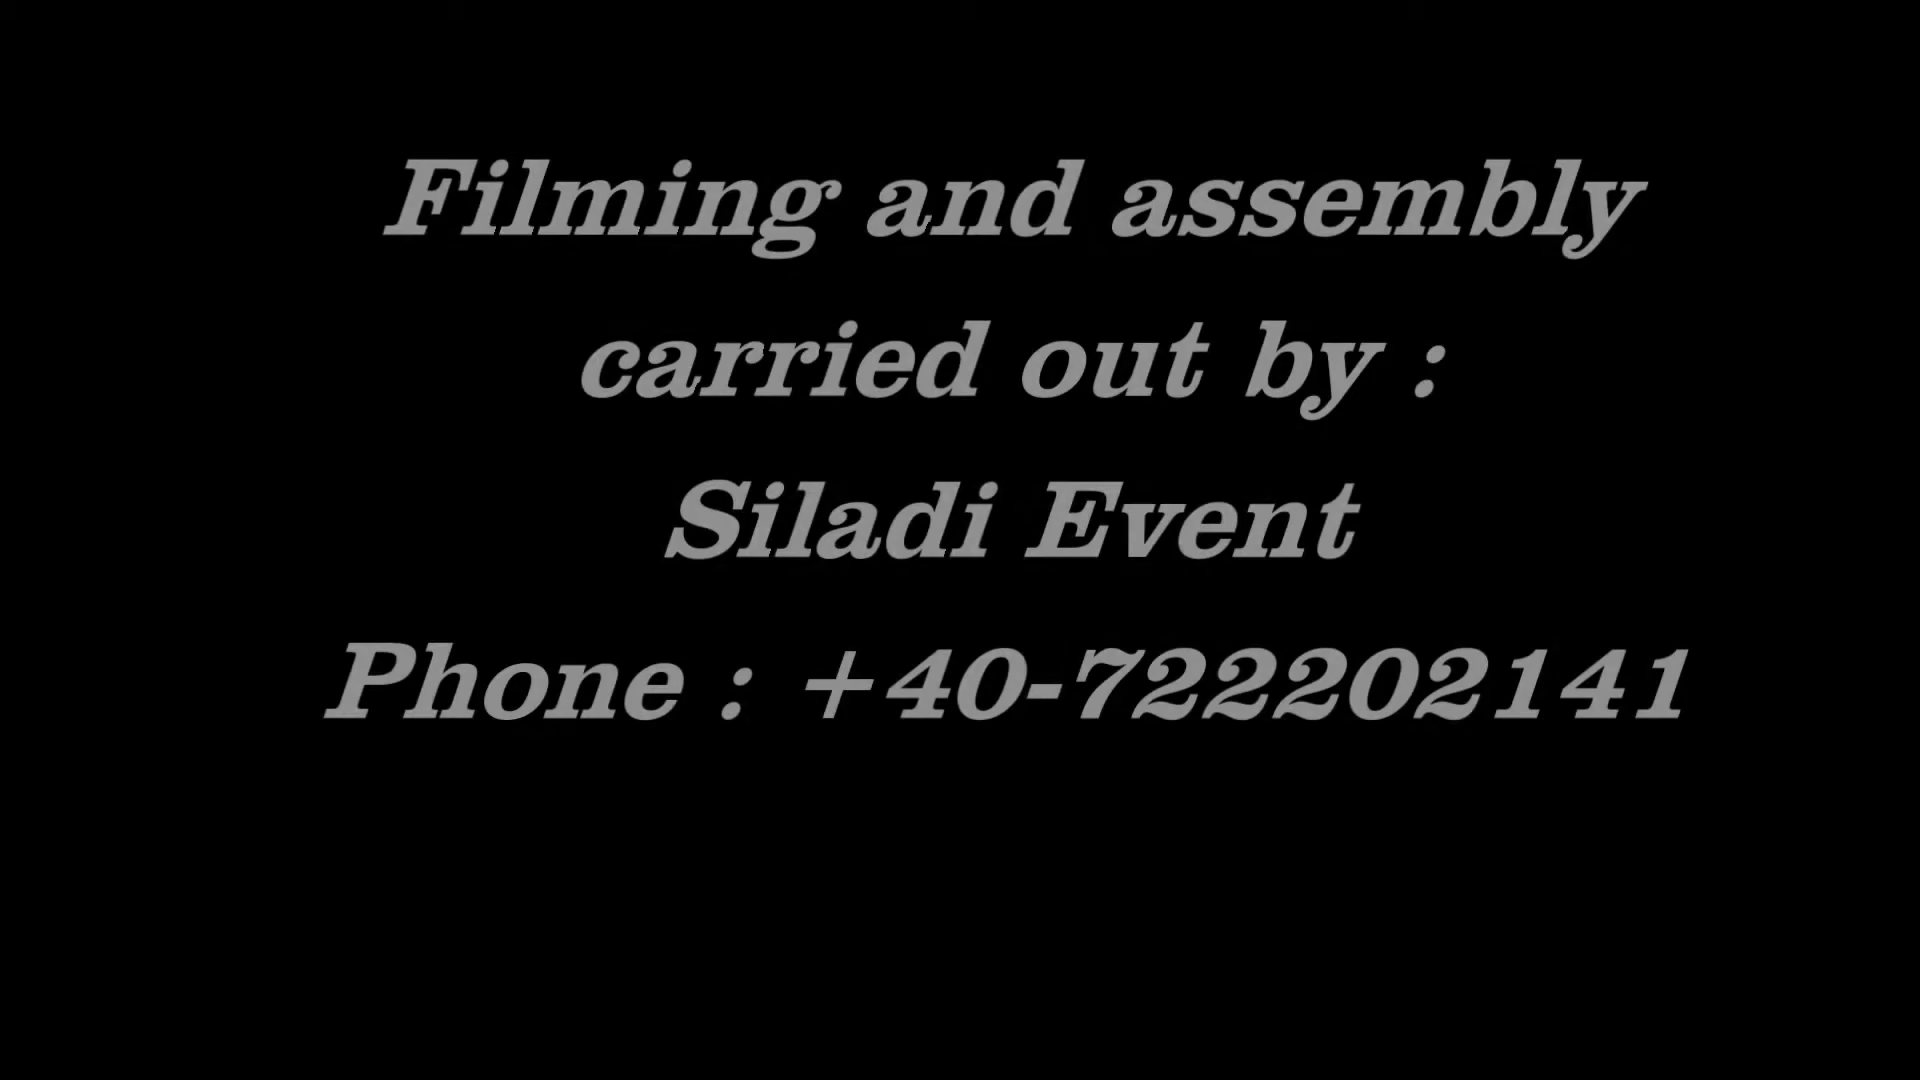 Filming and assembly
carried out by :
Siladi Event
Phone : +40-722202141